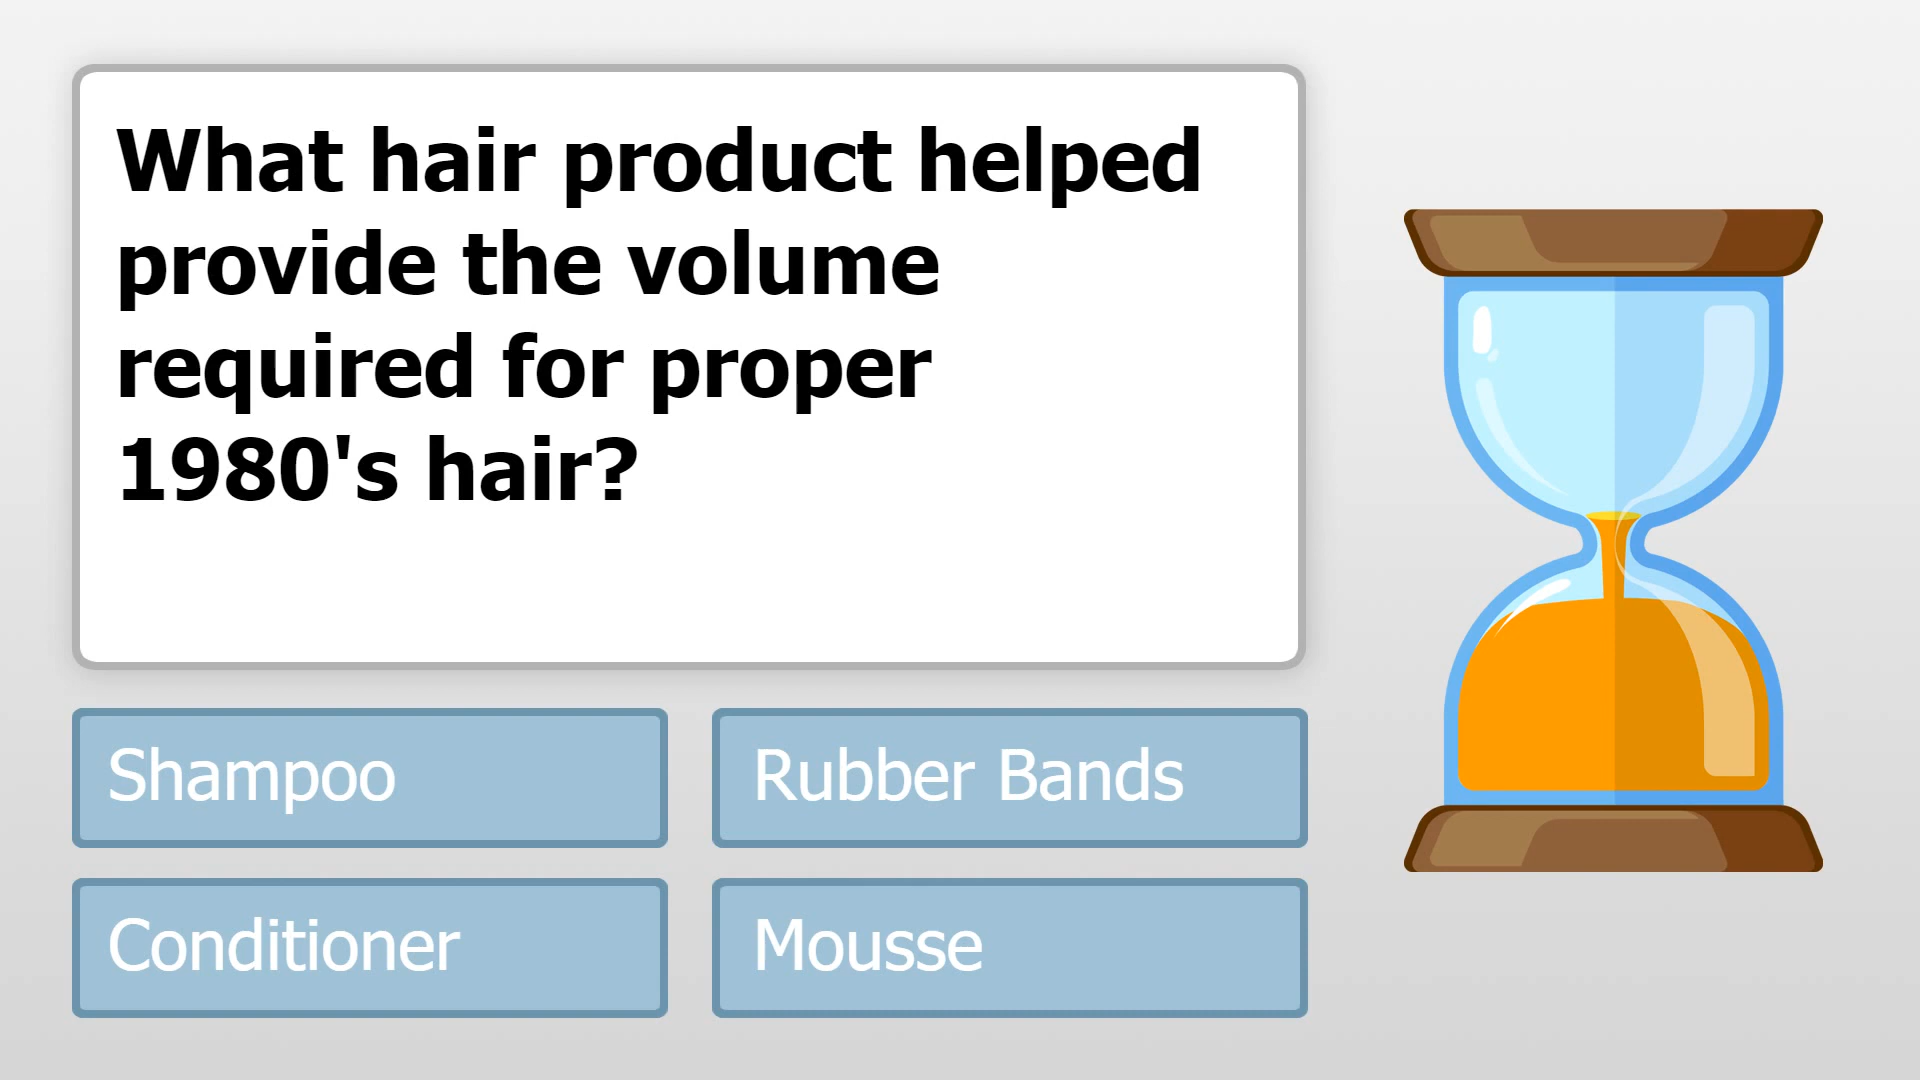 What hair product helped
provide the volume
required for proper
1980's hair?
Shampoo
Rubber Bands
Conditioner
Mousse